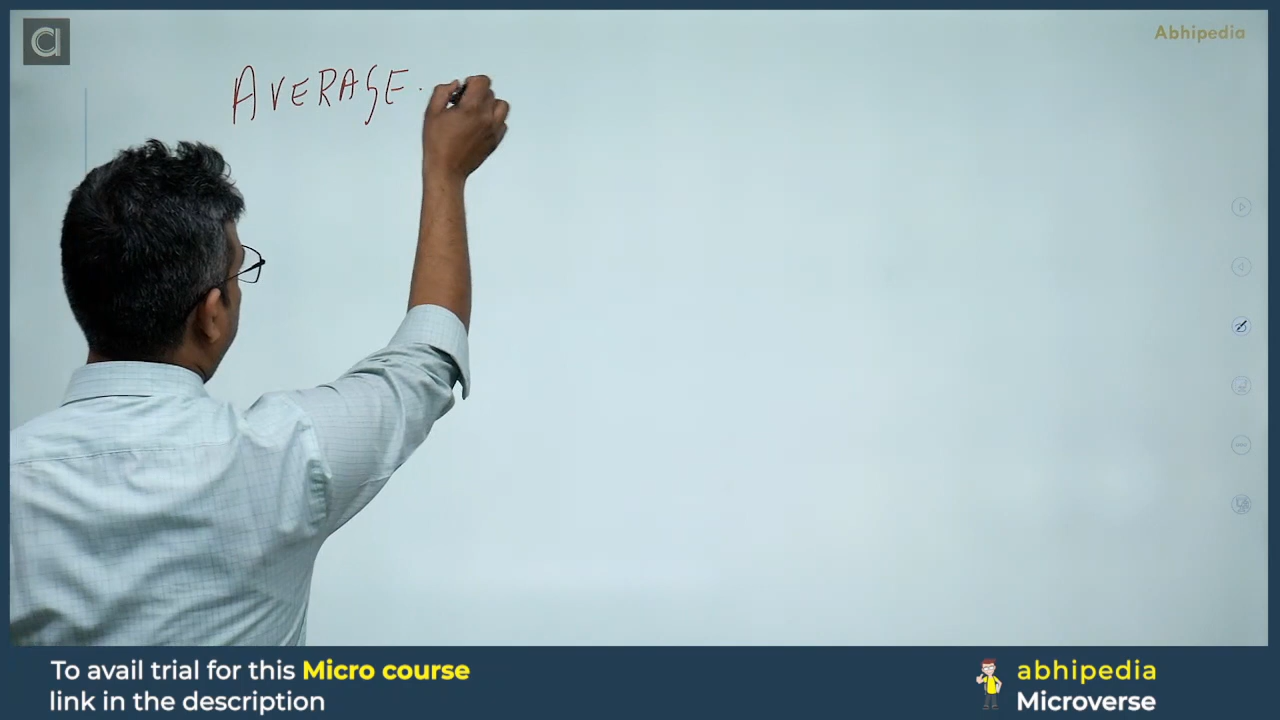 a
Abhipedia
AVERAGE
To avail trial for this Micro course
link in the description
abhipedia
Microverse